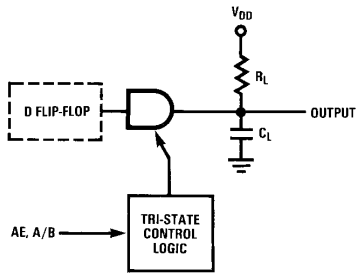 VDD
RL
D FLIP-FLOP
OUTPUT
CL
TRI-STATE
CONTROL
LOGIC
AE, A/B